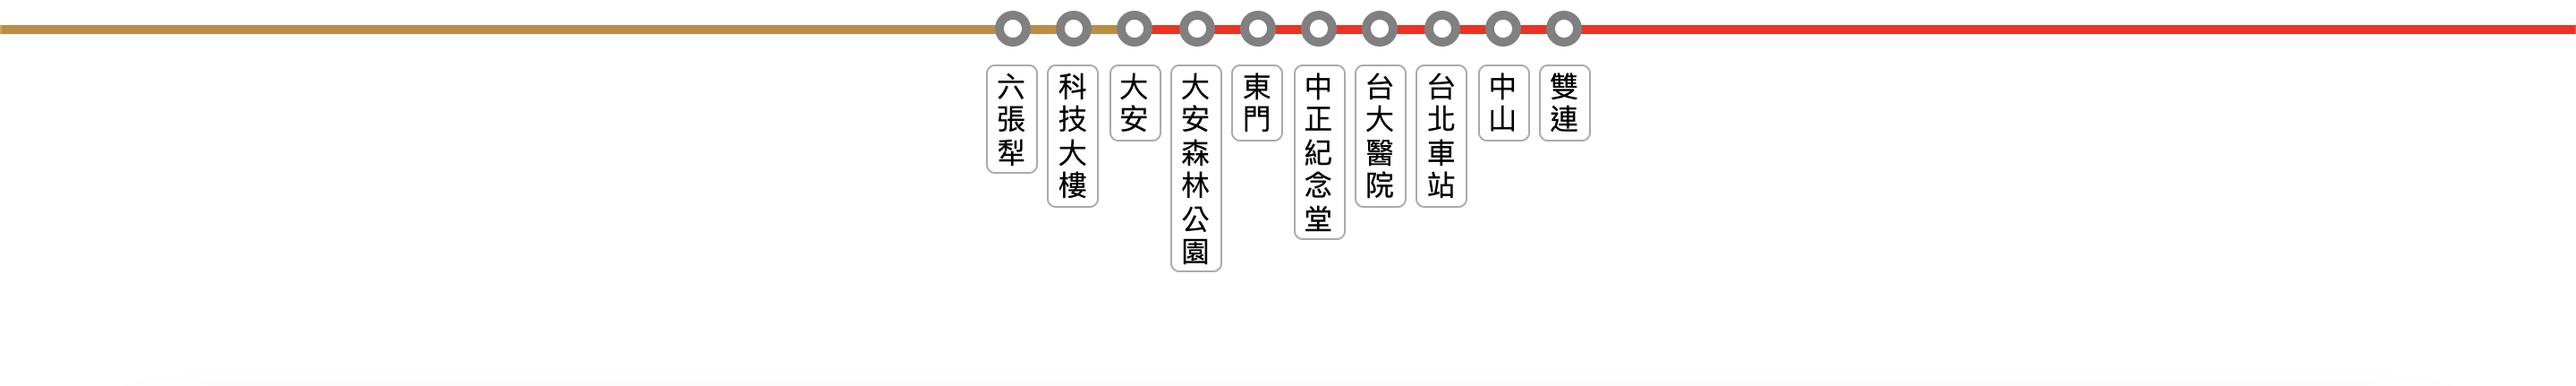 六張犁
科技大樓
大安
大安森林公園
東門
中正紀念堂
台大醫院
台北車站
中山
雙連